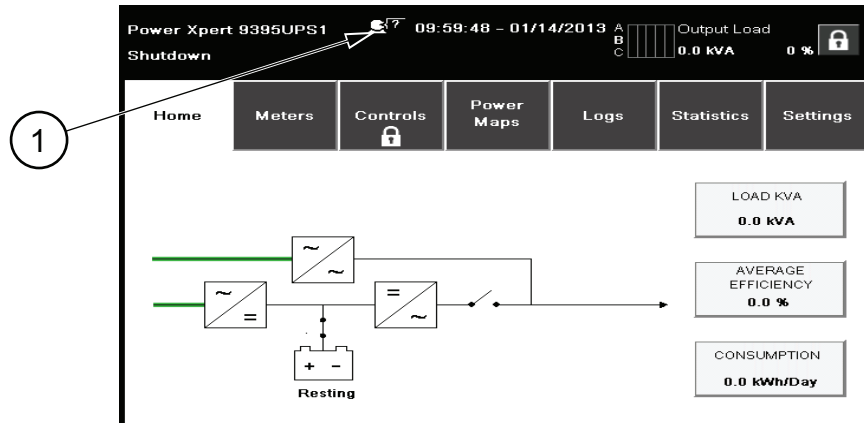 Power Xpert 9395UPS1
Shutdown
? 09:59:48 - 01/14/2013
A
B
C
Output Load
0.0 kVA 0 %
1
Home
Meters
Controls
Power
Maps
Logs
Statistics
Settings
LOAD KVA
0.0 kVA
AVERAGE
EFFICIENCY
0.0 %
CONSUMPTION
0.0 kWh/Day
~
~
~
=
=
~
+ -
Resting